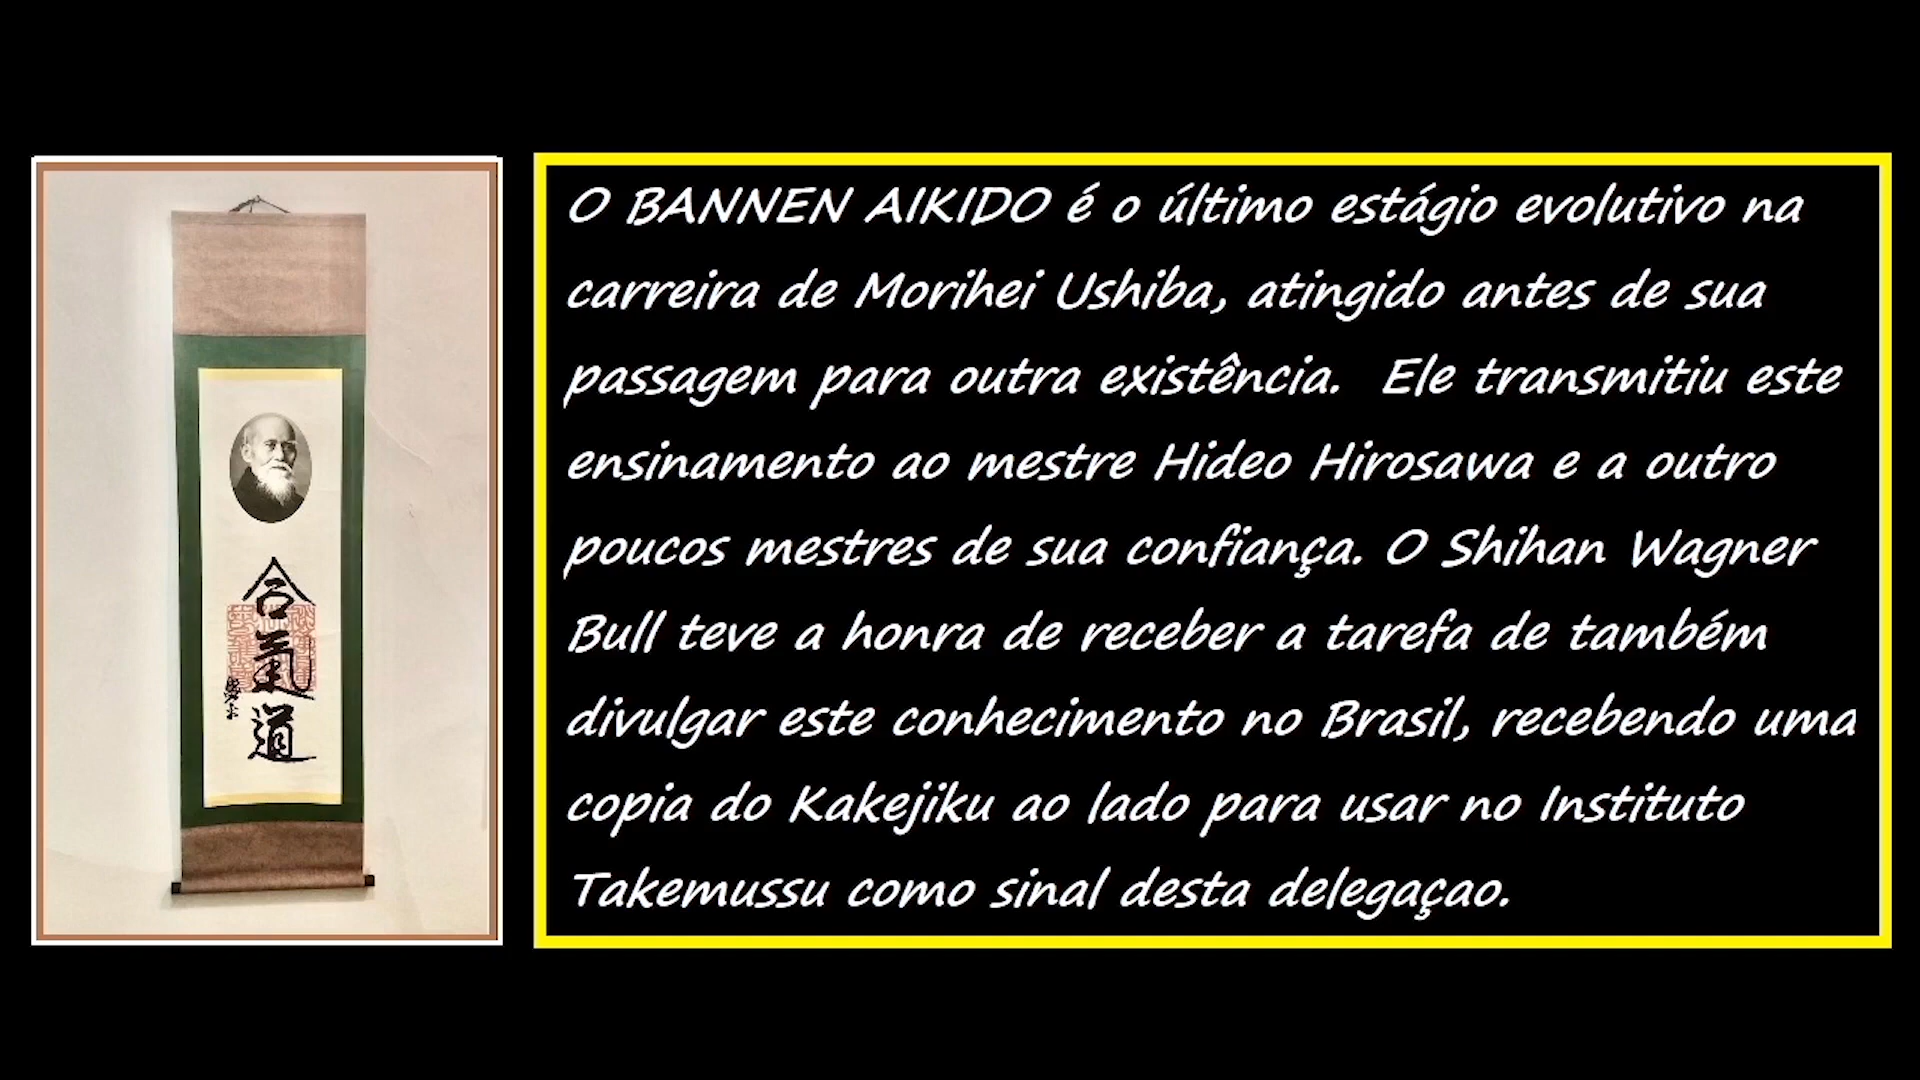 合氣道
O BANNEN AIKIDO é o último estágio evolutivo na
carreira de Morihei Ushiba, atingido antes de sua
passagem para outra existência. Ele transmitiu este
ensinamento ao mestre Hideo Hirosawa e a outro
poucos mestres de sua confiança. O Shihan Wagner
Bull teve a honra de receber a tarefa de também
divulgar este conhecimento no Brasil, recebendo uma
copia do Kakejiku ao lado para usar no Instituto
Takemussu como sinal desta delegaçao.